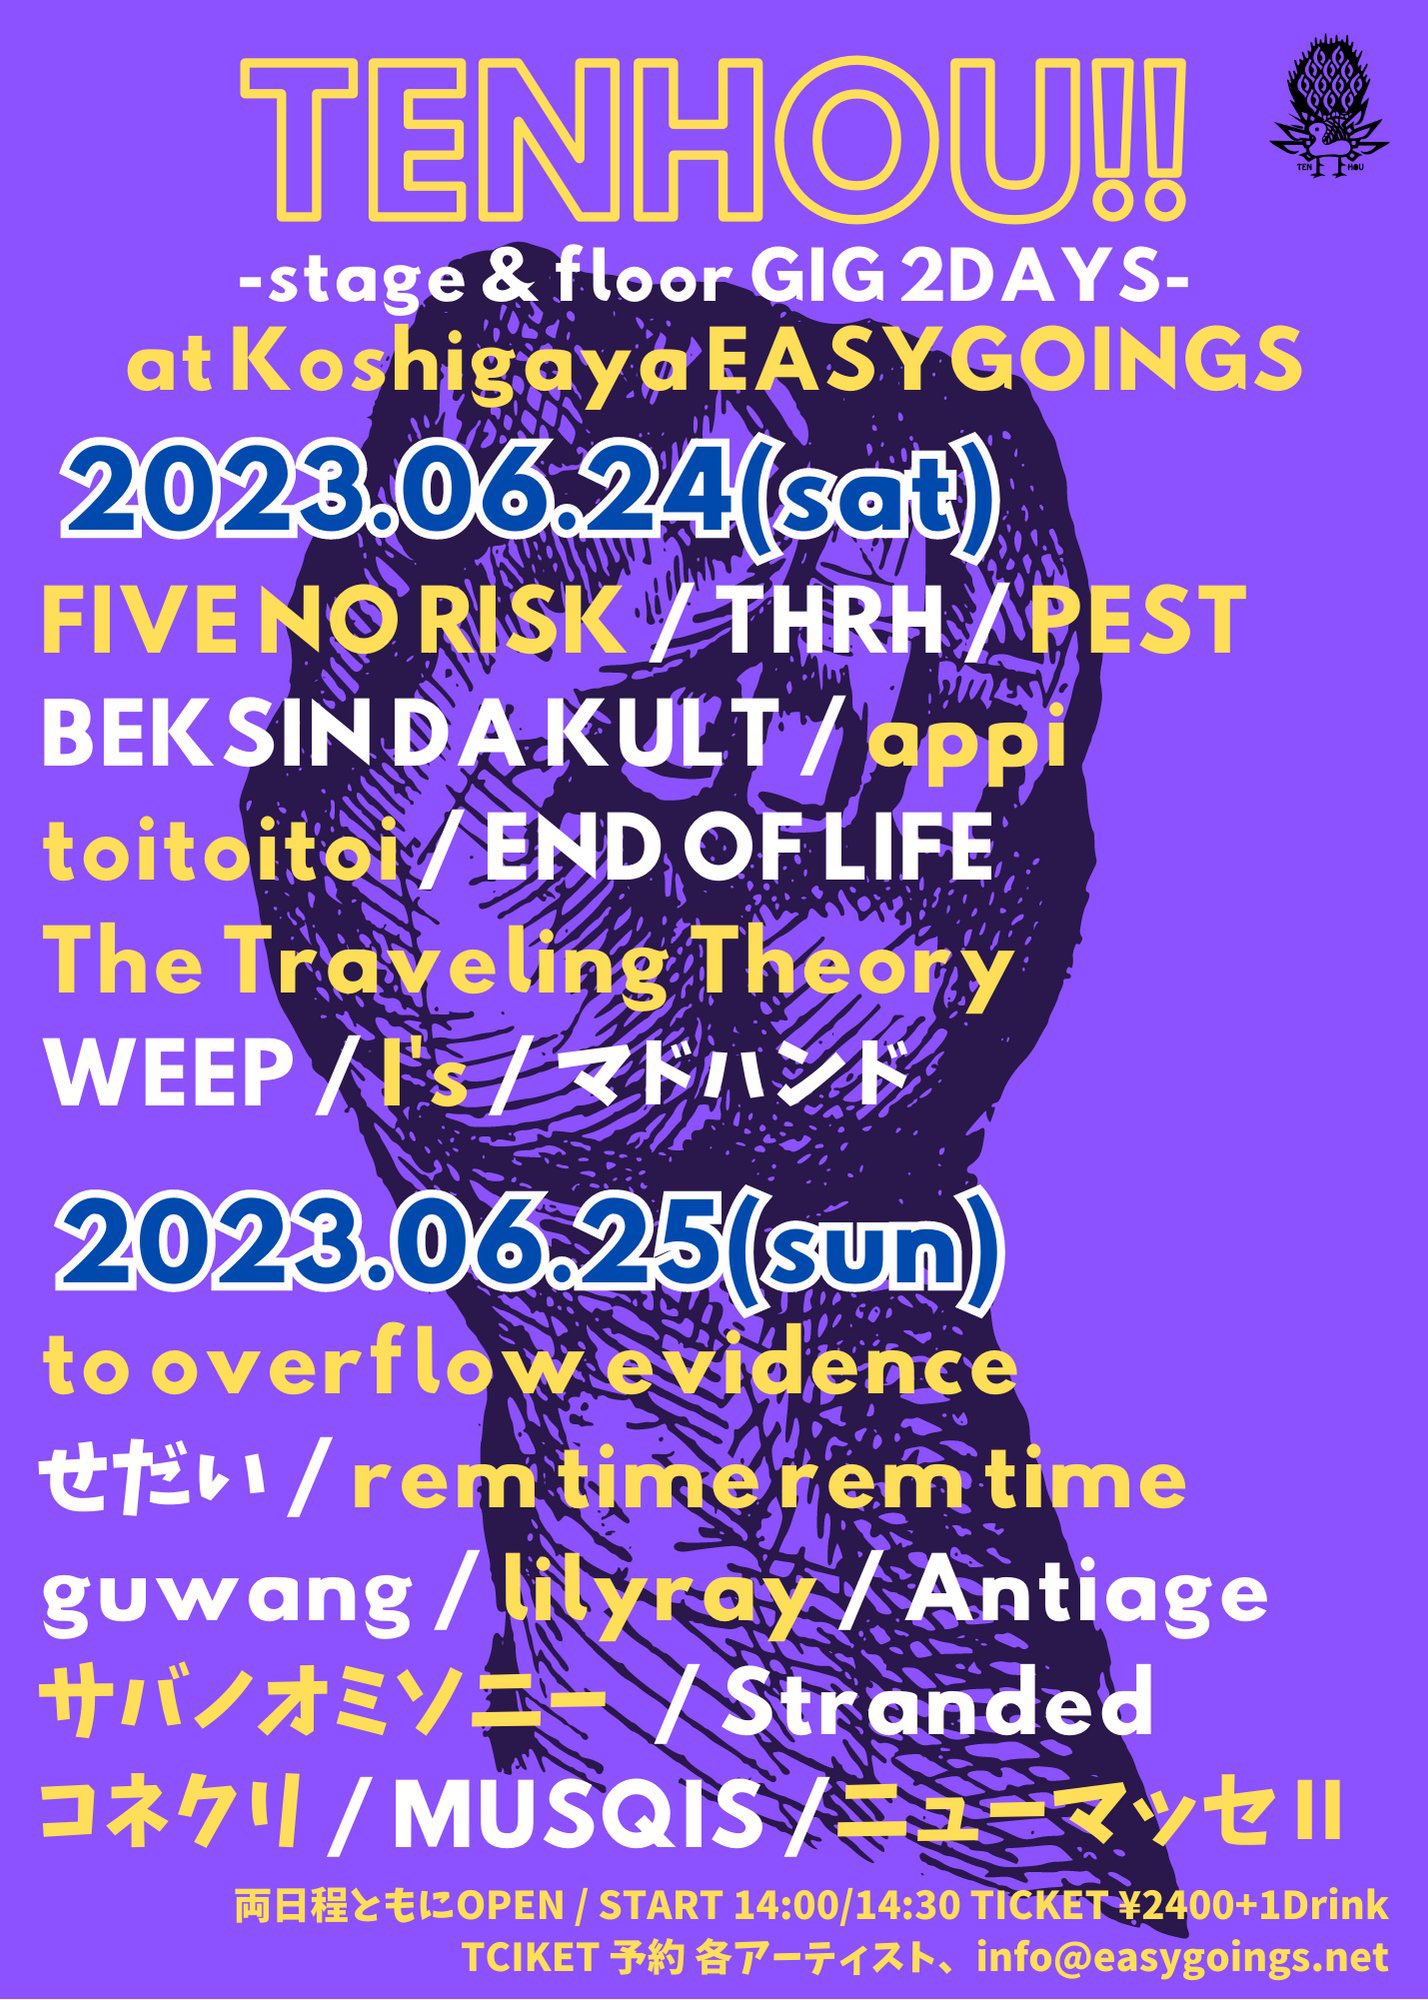 TENHOU!!
TEN HOU
-stage & floor GIG 2DAYS-
at Koshigaya EASYGOINGS
2023.06.24(sat)
FIVE NO RISK / THRH / PEST
BEKSINDA KULT / appi
toitoitoi / END OF LIFE
The Traveling Theory
WEEP / I's / マドハンド
2023.06.25(sun)
to overflow evidence
せだい / rem time rem time
guwang / lilyray / Antiage
サバノオミソニー / Stranded
コネクリ / MUSQIS / ニューマッセII
両日程ともにOPEN / START 14:00/14:30 TICKET ¥2400+1Drink
TCIKET 予約 各アーティスト、info@easygoings.net